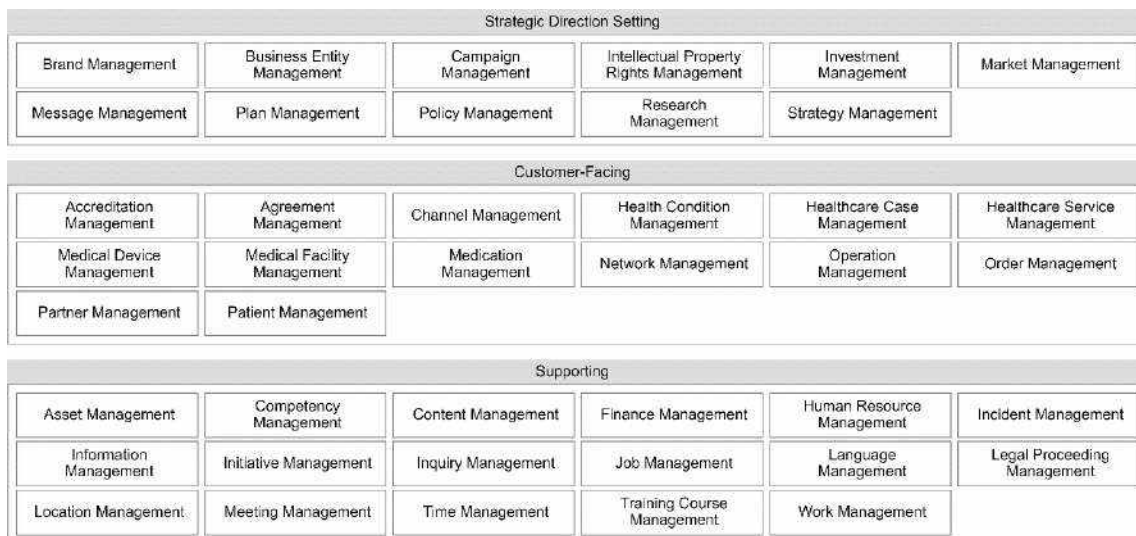 Strategic Direction Setting
Brand Management
Business Entity
Management
Campaign
Management
Intellectual Property
Rights Management
Investment
Management
Market Management
Message Management
Plan Management
Policy Management
Research
Management
Strategy Management
Customer-Facing
Accreditation
Management
Agreement
Management
Channel Management
Health Condition
Management
Healthcare Case
Management
Healthcare Service
Management
Medical Device
Management
Medical Facility
Management
Medication
Management
Network Management
Operation
Management
Order Management
Partner Management
Patient Management
Supporting
Asset Management
Competency
Management
Content Management
Finance Management
Human Resource
Management
Incident Management
Information
Management
Initiative Management
Inquiry Management
Job Management
Language
Management
Legal Proceeding
Management
Location Management
Meeting Management
Time Management
Training Course
Management
Work Management